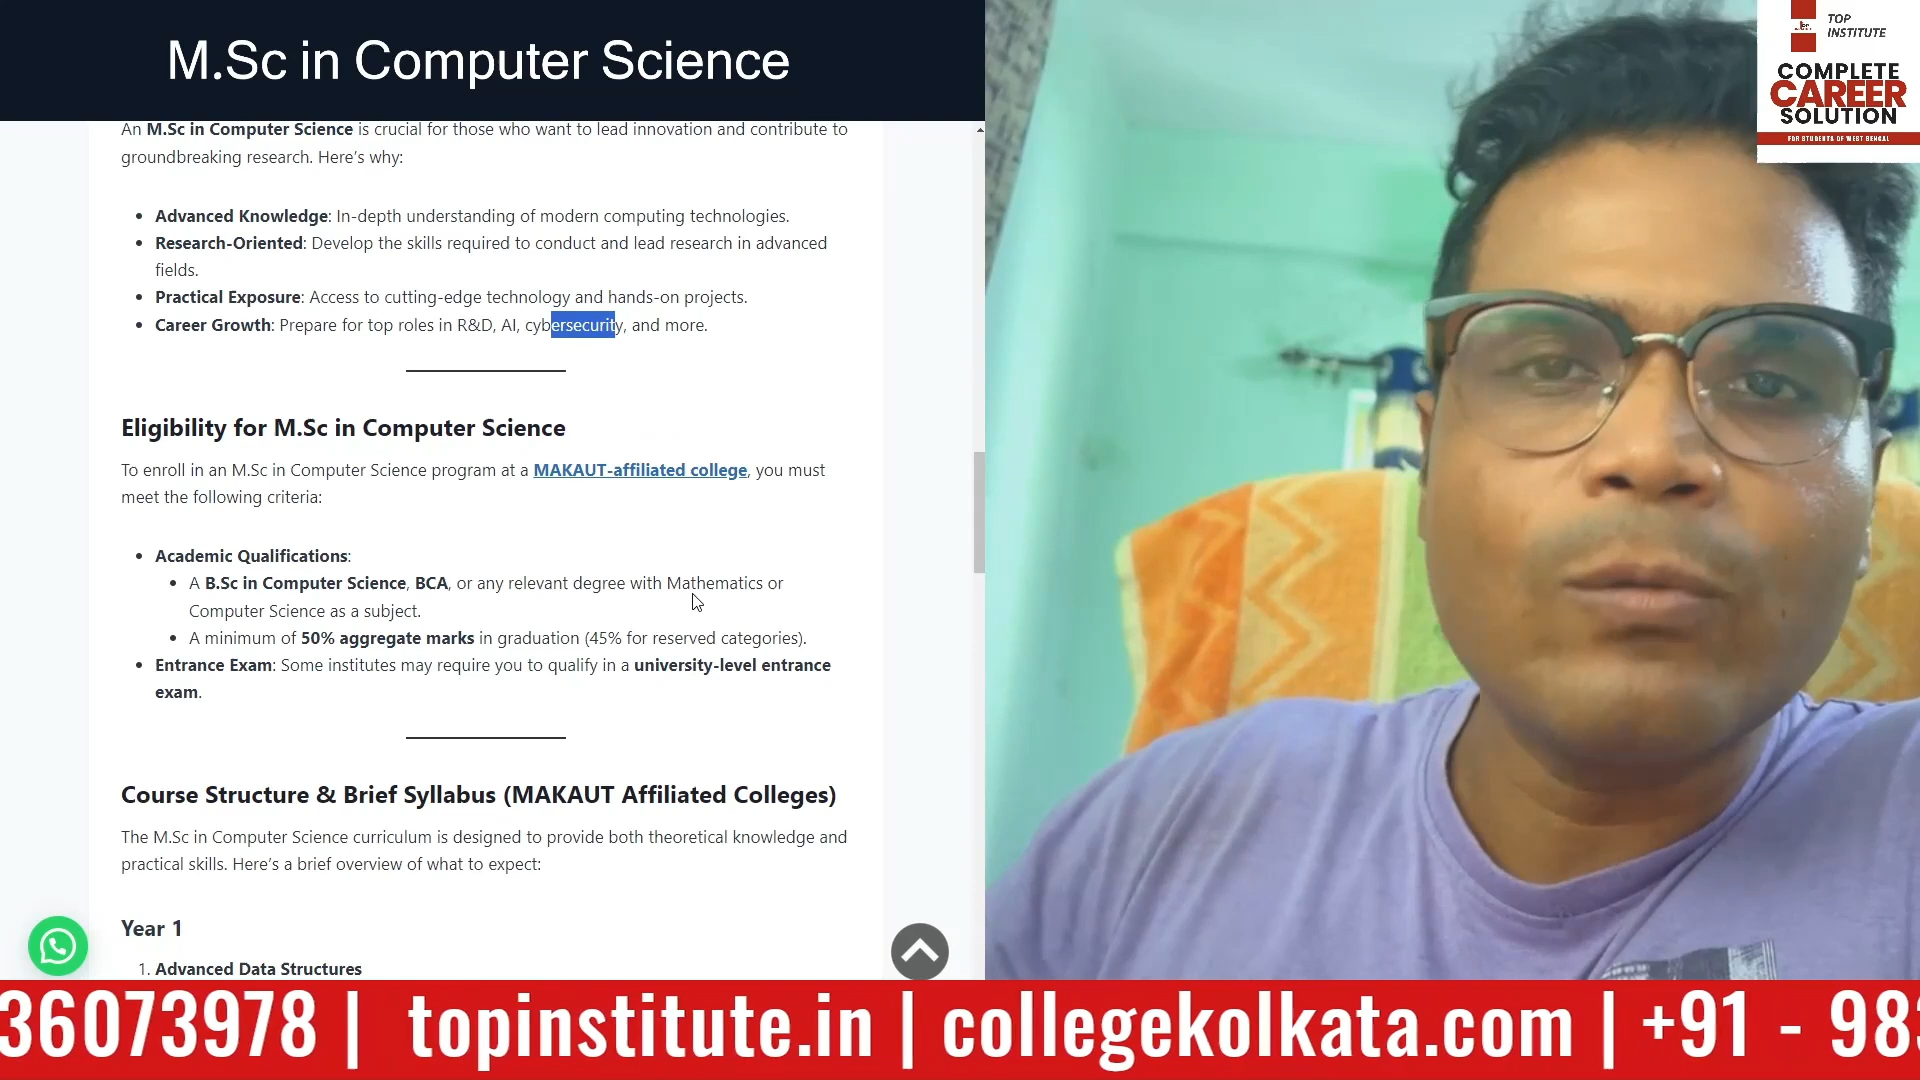 M.Sc in Computer Science
An M.Sc in Computer Science is crucial for those who want to lead innovation and contribute to
groundbreaking research. Here’s why:
• Advanced Knowledge: In-depth understanding of modern computing technologies.
• Research-Oriented: Develop the skills required to conduct and lead research in advanced
fields.
• Practical Exposure: Access to cutting-edge technology and hands-on projects.
• Career Growth: Prepare for top roles in R&D, AI, cybersecurity, and more.
Eligibility for M.Sc in Computer Science
To enroll in an M.Sc in Computer Science program at a MAKAUT-affiliated college, you must
meet the following criteria:
• Academic Qualifications:
• A B.Sc in Computer Science, BCA, or any relevant degree with Mathematics or
Computer Science as a subject.
• A minimum of 50% aggregate marks in graduation (45% for reserved categories).
• Entrance Exam: Some institutes may require you to qualify in a university-level entrance
exam.
Course Structure & Brief Syllabus (MAKAUT Affiliated Colleges)
The M.Sc in Computer Science curriculum is designed to provide both theoretical knowledge and
practical skills. Here’s a brief overview of what to expect:
Year 1
1. Advanced Data Structures
TOP
INSTITUTE
COMPLETE
CAREER
SOLUTION
FOR STUDENTS OF WEST BENGAL
36073978 | topinstitute.in | collegekolkata.com | +91 - 98